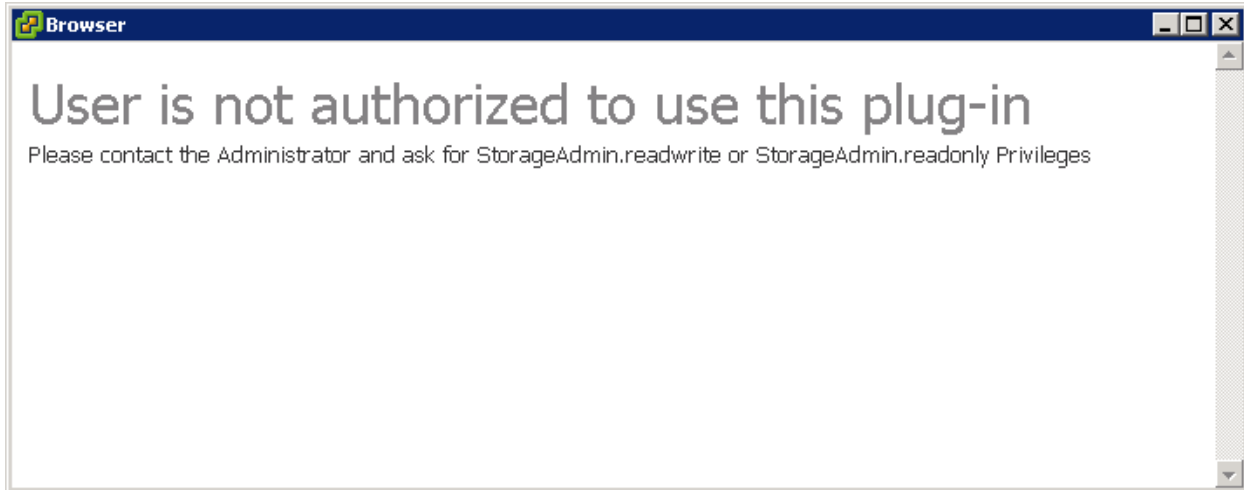 Browser
User is not authorized to use this plug-in
Please contact the Administrator and ask for StorageAdmin.readwrite or StorageAdmin.readonly Privileges